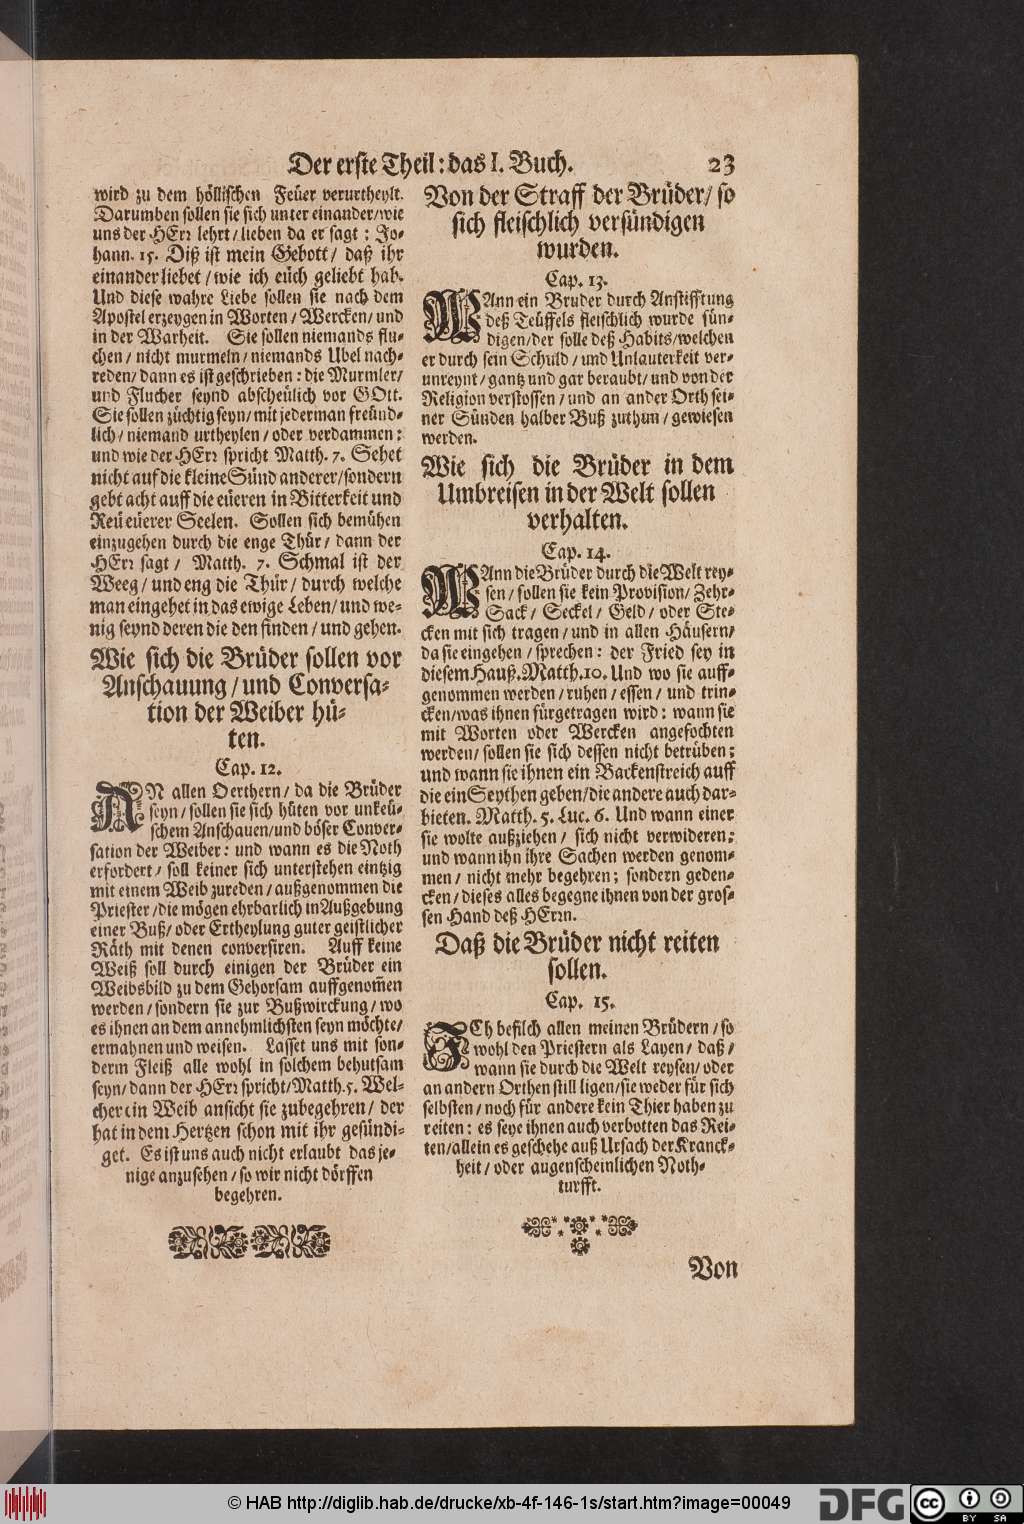 Der erste Theil: das I. Buch. 23
wird zu dem höllischen Feüer verurtheylt.
Darumben sollen sie sich unter einander/wie
uns der HErr lehrt/lieben da er sagt: Jo-
hann. 15. Diß ist mein Gebott/ daß ihr
einander liebet/wie ich eüch geliebt hab.
Und diese wahre Liebe sollen sie nach dem
Apostel erzeygen in Worten/Wercken/und
in der Warheit. Sie sollen niemands flu-
chen/ nicht murmeln/niemands Ubel nach-
reden/dann es ist geschrieben: die Murmler/
und Flucher seynd abscheülich vor GOtt.
Sie sollen züchtig seyn/mit jederman freünd-
lich/ niemand urtheylen/oder verdammen:
und wie der HErr spricht Matth. 7. Sehet
nicht auf die kleine Sünd anderer/sondern
gebt acht auff die eüeren in Bitterkeit und
Reü eüerer Seelen. Sollen sich bemühen
einzugehen durch die enge Thür/ dann der
HErr sagt/ Matth. 7. Schmal ist der
Weeg/ und eng die Thür/ durch welche
man eingehet in das ewige Leben/und we-
nig seynd deren die den finden/und gehen.
Wie sich die Brüder sollen vor
Anschauung/und Conversa-
tion der Weiber hü-
ten.
Cap. 12.
AN allen Oerthern/ da die Brüder
seyn/sollen sie sich hüten vor unkeü-
schem Anschauen/und böser Conver-
sation der Weiber: und wann es die Noth
erfordert/ soll keiner sich unterstehen eintzig
mit einem Weib zureden/außgenommen die
Priester/die mögen ehrbarlich in Außgebung
einer Buß/oder Ertheylung guter geistlicher
Räth mit denen conversiren. Auff keine
Weiß soll durch einigen der Brüder ein
Weibsbild zu dem Gehorsam auffgenom̃en
werden/sondern sie zur Bußwirckung/wo
es ihnen an dem annehmlichsten seyn möchte/
ermahnen und weisen. Lasset uns mit son-
derm Fleiß alle wohl in solchem behutsam
seyn/dann der HErr spricht/Matth.5. Wel-
cher ein Weib ansicht sie zubegehren/ der
hat in dem Hertzen schon mit ihr gesündi-
get. Es ist uns auch nicht erlaubt das je-
nige anzusehen/so wir nicht dörffen
begehren.
Von der Straff der Brüder/ so
sich fleischlich versündigen
wurden.
Cap. 13.
WAnn ein Bruder durch Anstifftung
deß Teüffels fleischlich wurde sün-
digen/der solle deß Habits/welchen
er durch sein Schuld/und Unlauterkeit ver-
unreynt/gantz und gar beraubt/und von der
Religion verstossen/und an ander Orth sei-
ner Sünden halber Buß zuthun/gewiesen
werden.
Wie sich die Brüder in dem
Umbreisen in der Welt sollen
verhalten.
Cap. 14.
WAnn die Brüder durch die Welt rey-
sen/sollen sie kein Provision/Zehr-
Sack/ Seckel/ Geld/ oder Ste-
cken mit sich tragen/und in allen Häusern/
da sie eingehen/sprechen: der Fried sey in
diesem Hauß.Matth.10. Und wo sie auff-
genommen werden/ruhen/essen/ und trin-
cken/was ihnen fürgetragen wird: wann sie
mit Worten oder Wercken angefochten
werden/ sollen sie sich dessen nicht betrüben;
und wann sie ihnen ein Backenstreich auff
die ein Seythen geben/die andere auch dar-
bieten. Matth. 5. Luc. 6. Und wann einer
sie wolte außziehen/ sich nicht verwideren;
und wann ihn ihre Sachen werden genom-
men/ nicht mehr begehren; sondern geden-
cken/dieses alles begegne ihnen von der gros-
sen Hand deß HErrn.
Daß die Brüder nicht reiten
sollen.
Cap. 15.
JCh befilch allen meinen Brüdern/so
wohl den Priestern als Layen/ daß/
wann sie durch die Welt reysen/oder
an andern Orthen still ligen/sie weder für sich
selbsten/noch für andere kein Thier haben zu
reiten: es seye ihnen auch verbotten das Rei-
ten/allein es geschehe auß Ursach der Kranck-
heit/oder augenscheinlichen Noth-
turfft.
Von
© HAB http://diglib.hab.de/drucke/xb-4f-146-1s/start.htm?image=00049
DFG
cc BY SA